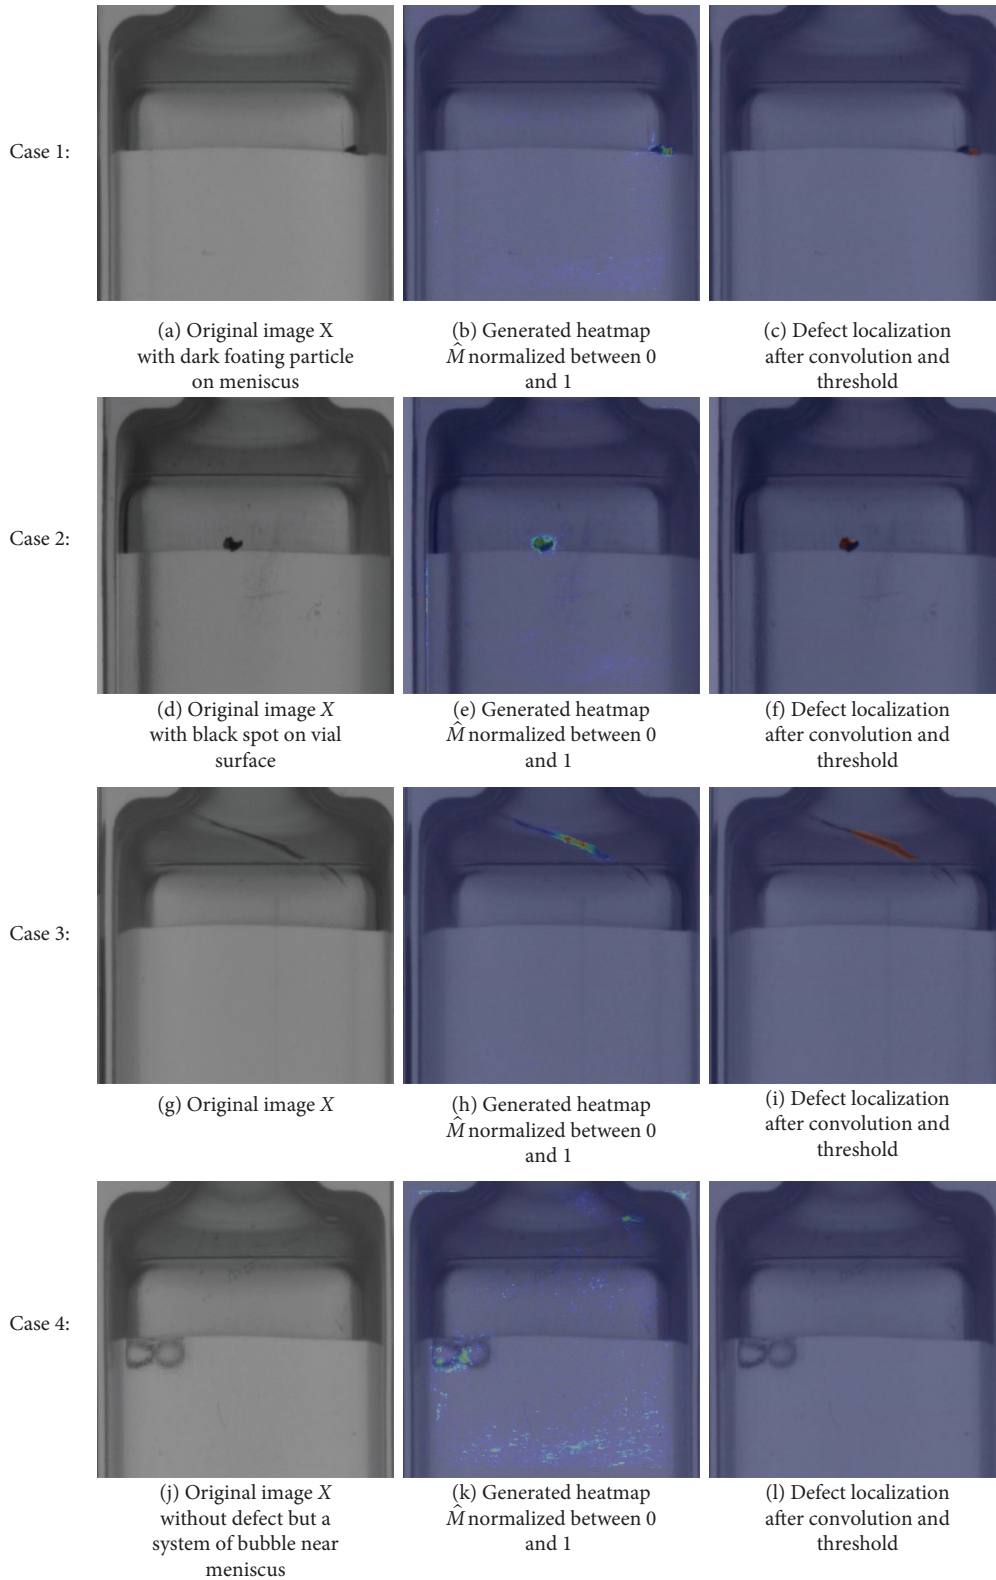 Case 1:
(a) Original image X
with dark foating particle
on meniscus
(b) Generated heatmap
M̂ normalized between 0
and 1
(c) Defect localization
after convolution and
threshold
Case 2:
(d) Original image X
with black spot on vial
surface
(e) Generated heatmap
M̂ normalized between 0
and 1
(f) Defect localization
after convolution and
threshold
Case 3:
(g) Original image X
(h) Generated heatmap
M̂ normalized between 0
and 1
(i) Defect localization
after convolution and
threshold
Case 4:
(j) Original image X
without defect but a
system of bubble near
meniscus
(k) Generated heatmap
M̂ normalized between 0
and 1
(l) Defect localization
after convolution and
threshold